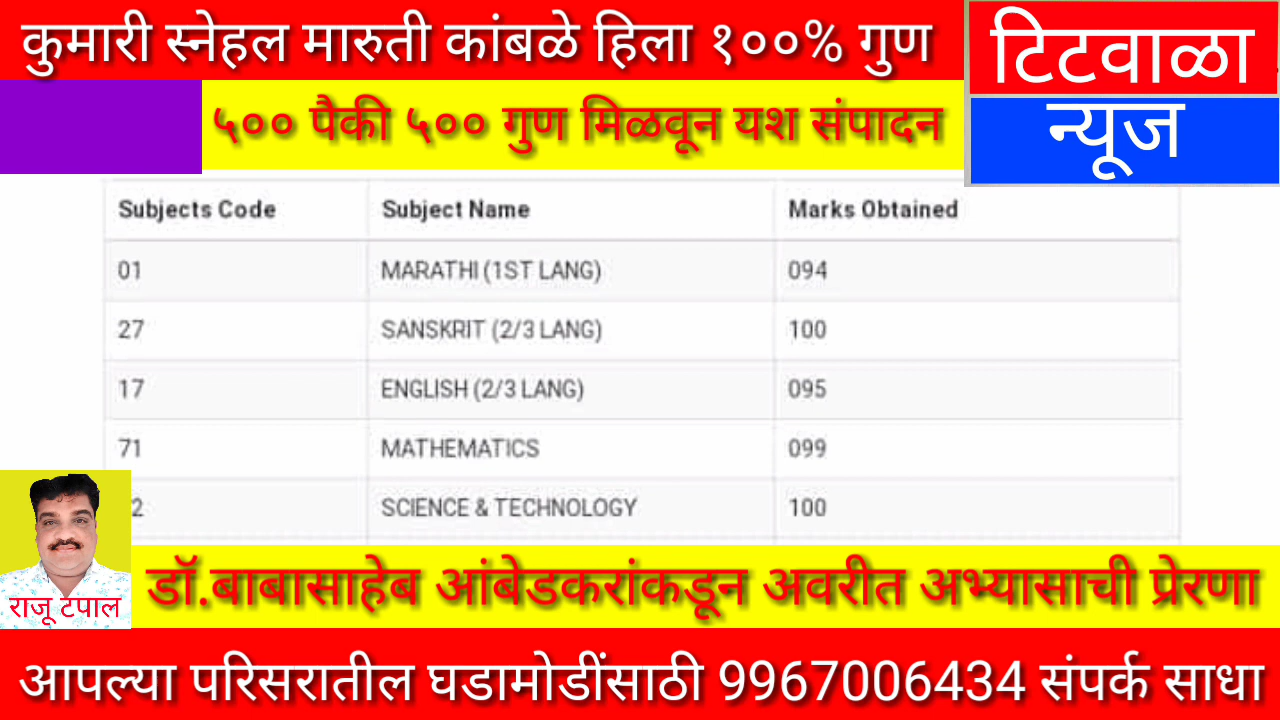 कुमारी स्नेहल मारुती कांबळे हिला १००% गुण
टिटवाळा
न्यूज
५०० पैकी ५०० गुण मिळवून यश संपादन
Subjects Code Subject Name Marks Obtained
01 MARATHI (1ST LANG) 094
27 SANSKRIT (2/3 LANG) 100
17 ENGLISH (2/3 LANG) 095
71 MATHEMATICS 099
2 SCIENCE & TECHNOLOGY 100
राजू टपाल
डॉ.बाबासाहेब आंबेडकरांकडून अवरीत अभ्यासाची प्रेरणा
आपल्या परिसरातील घडामोडींसाठी 9967006434 संपर्क साधा